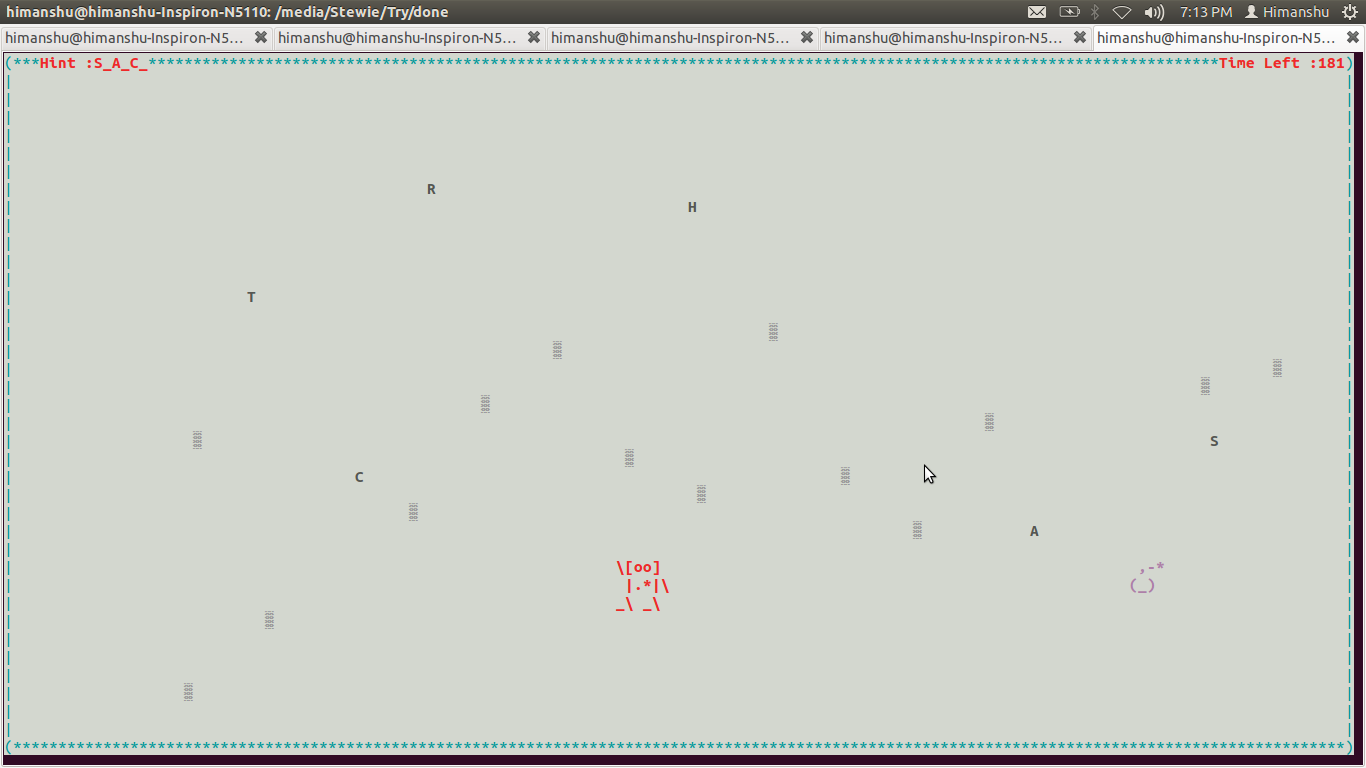 himanshu@himanshu-Inspiron-N5110: /media/Stewie/Try/done 7:13 PM Himanshu
himanshu@himanshu-Inspiron-N5... himanshu@himanshu-Inspiron-N5... himanshu@himanshu-Inspiron-N5... himanshu@himanshu-Inspiron-N5... himanshu@himanshu-Inspiron-N5...
Hint :S_A_C_ Time Left :181
R
H
T
S
C
A
\[oo]
|.*|\
_\ _\
,-*
(_)